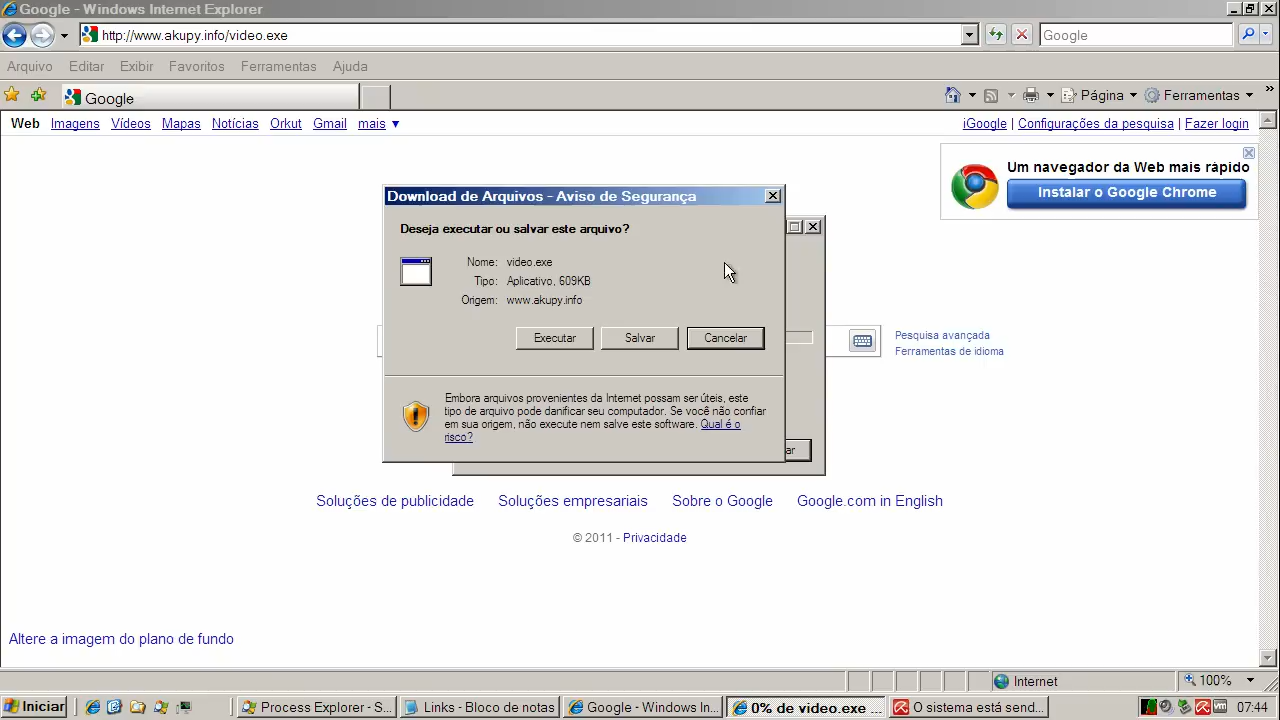 Google - Windows Internet Explorer
http://www.akupy.info/video.exe
Google
Arquivo Editar Exibir Favoritos Ferramentas Ajuda
Google
Página Ferramentas »
Web Imagens Vídeos Mapas Notícias Orkut Gmail mais ▼
iGoogle | Configurações da pesquisa | Fazer login
Um navegador da Web mais rápido
Instalar o Google Chrome
Download de Arquivos - Aviso de Segurança
Deseja executar ou salvar este arquivo?
Nome: video.exe
Tipo: Aplicativo, 609KB
Origem: www.akupy.info
Executar Salvar Cancelar
Pesquisa avançada
Ferramentas de idioma
Embora arquivos provenientes da Internet possam ser úteis, este
tipo de arquivo pode danificar seu computador. Se você não confiar
em sua origem, não execute nem salve este software. Qual é o
risco?
ar
Soluções de publicidade Soluções empresariais Sobre o Google Google.com in English
© 2011 - Privacidade
Altere a imagem do plano de fundo
Internet 100%
Iniciar Process Explorer - S... Links - Bloco de notas Google - Windows In... 0% de video.exe ... O sistema está send... 07:44